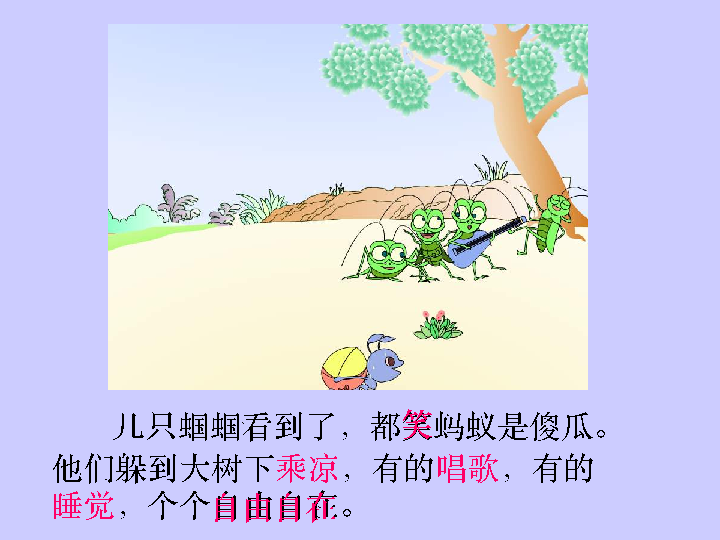 几只蝈蝈看到了，都笑蚂蚁是傻瓜。
他们躲到大树下乘凉，有的唱歌，有的
睡觉，个个自由自在。